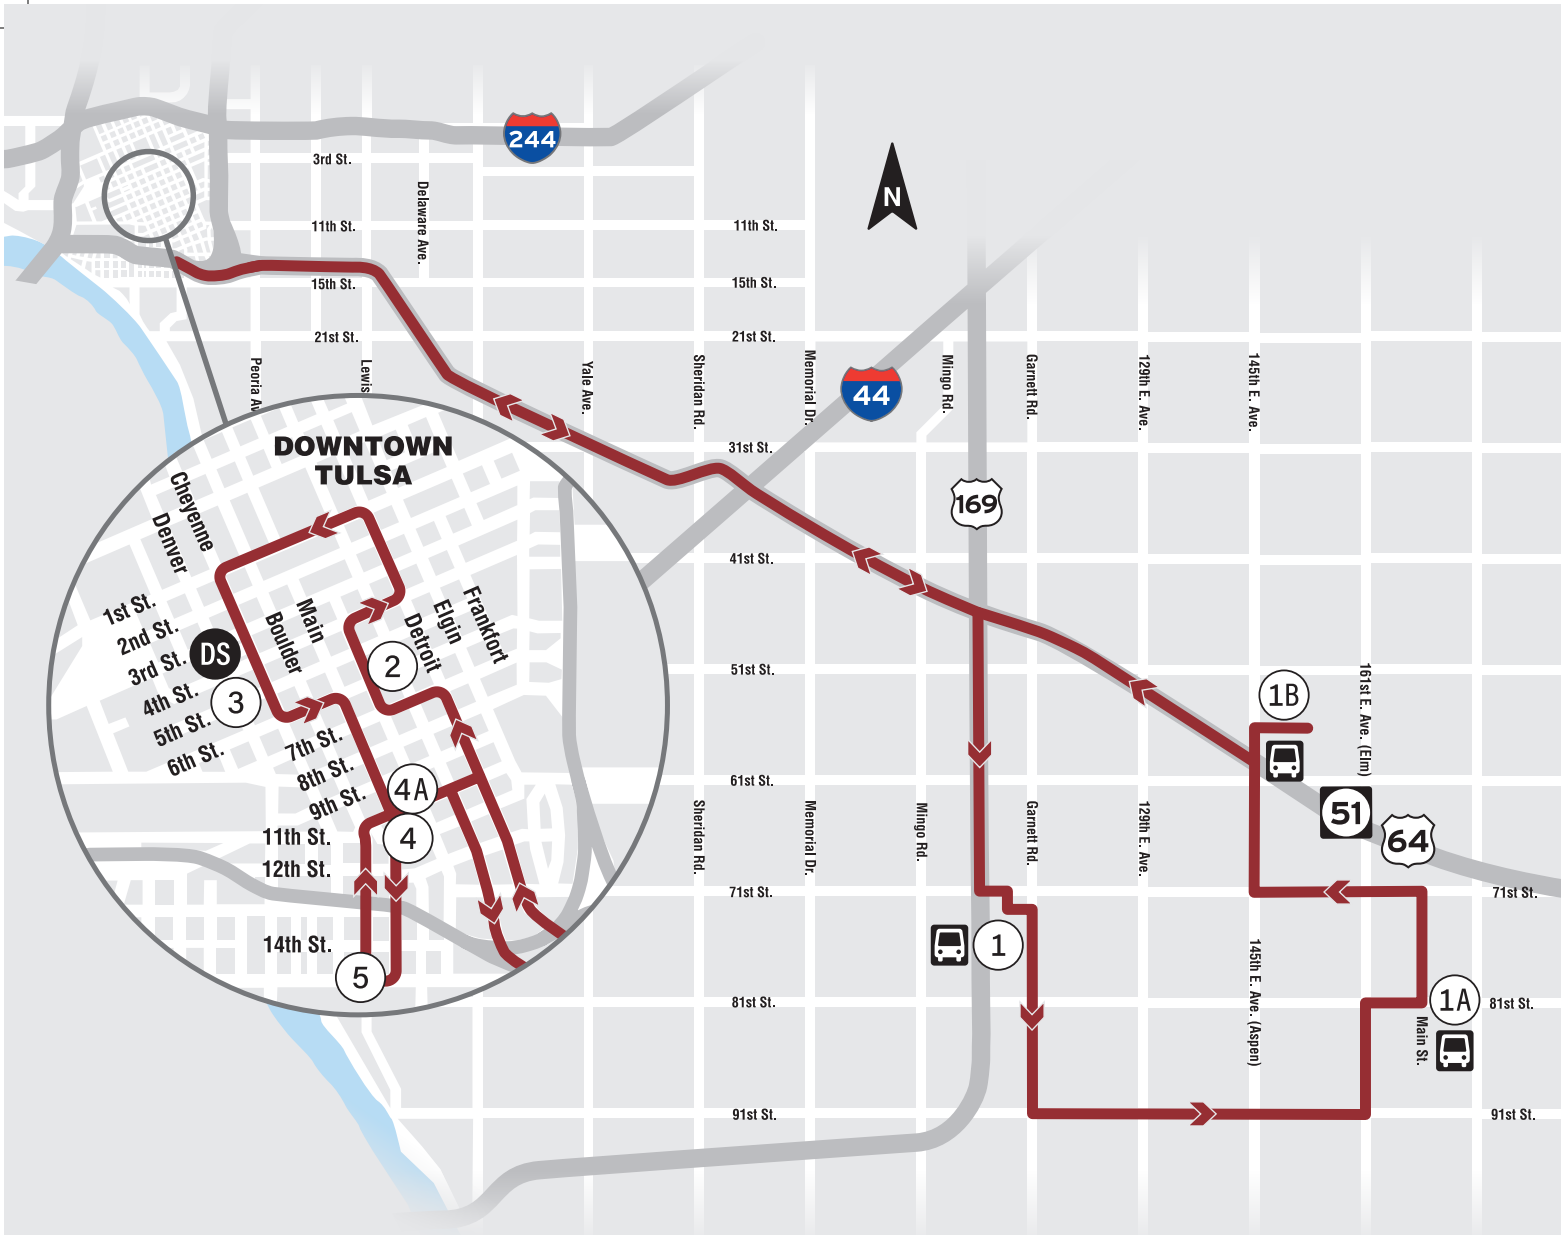 244
3rd St.
Delaware Ave.
11th St.
11th St.
N
15th St.
15th St.
21st St.
21st St.
21st St.
Peoria Av
Lewis
Yale Ave.
Sheridan Rd.
Memorial Dr.
44
Mingo Rd.
Garnett Rd.
129th E. Ave.
145th E. Ave.
31st St.
169
41st St.
51st St.
61st St.
DOWNTOWN
TULSA
Cheyenne
Denver
1st St.
2nd St.
3rd St.
4th St.
5th St.
6th St.
DS
3
Main
Boulder
Frankfort
Elgin
Detroit
2
7th St.
8th St.
9th St.
4A
4
11th St.
12th St.
14th St.
5
1B
161st E. Ave. (Elm)
51
64
Sheridan Rd.
Memorial Dr.
Mingo Rd.
Garnett Rd.
129th E. Ave.
71st St.
71st St.
1
145th E. Ave. (Aspen)
81st St.
1A
81st St.
Main St.
91st St.
91st St.